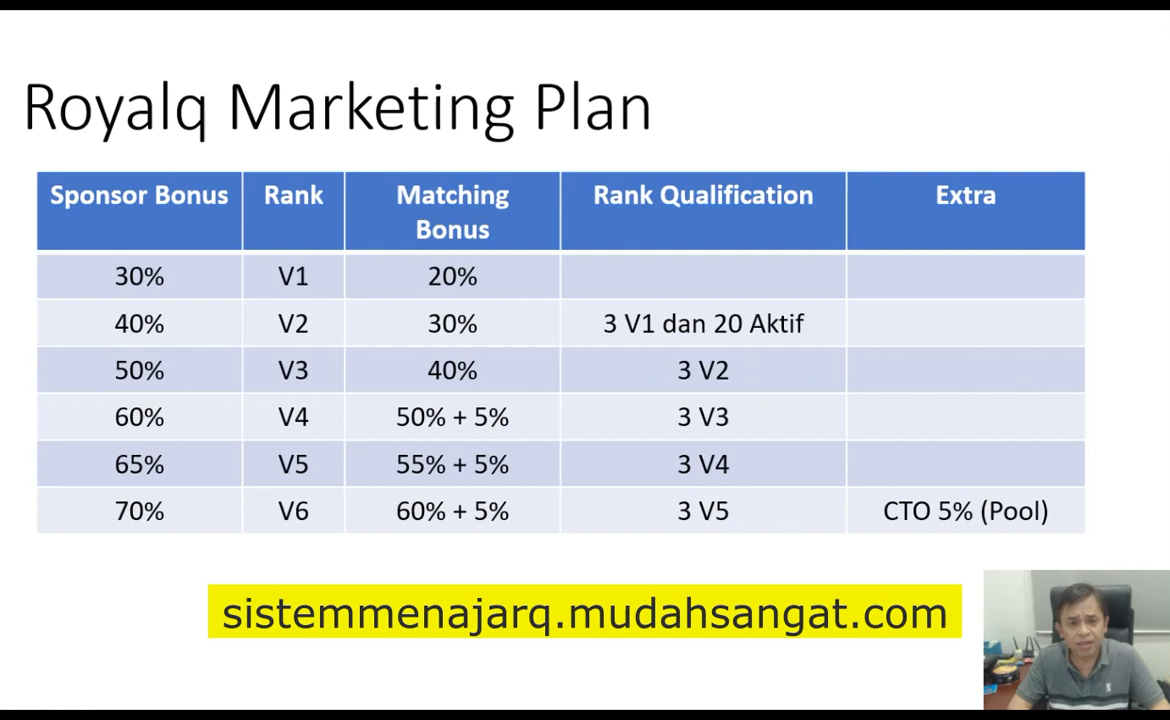 Royalq Marketing Plan
Sponsor Bonus Rank Matching Bonus Rank Qualification Extra
30% V1 20%
40% V2 30% 3 V1 dan 20 Aktif
50% V3 40% 3 V2
60% V4 50% + 5% 3 V3
65% V5 55% + 5% 3 V4
70% V6 60% + 5% 3 V5 CTO 5% (Pool)
sistemmenajarq.mudahsangat.com